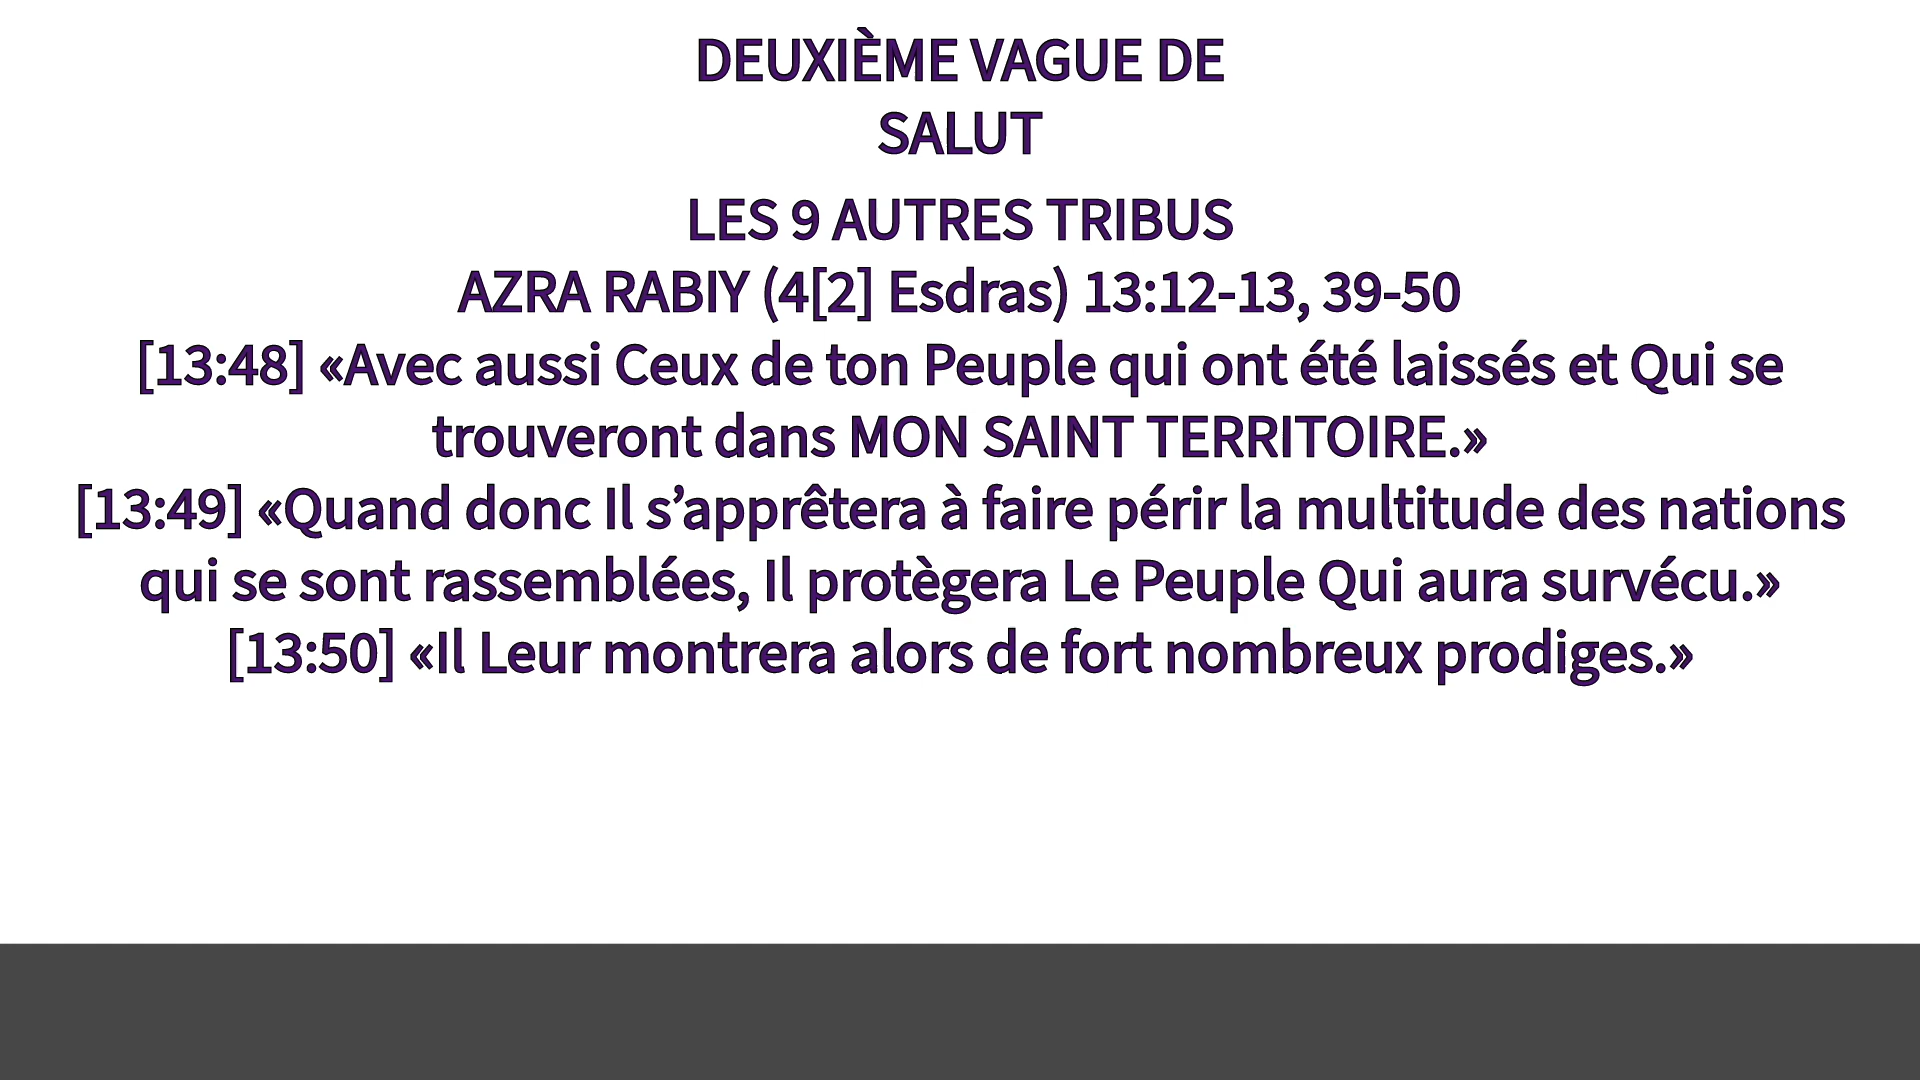 DEUXIÈME VAGUE DE
SALUT
LES 9 AUTRES TRIBUS
AZRA RABIY (4[2] Esdras) 13:12-13, 39-50
[13:48] «Avec aussi Ceux de ton Peuple qui ont été laissés et Qui se
trouveront dans MON SAINT TERRITOIRE.»
[13:49] «Quand donc Il s’apprêtera à faire périr la multitude des nations
qui se sont rassemblées, Il protègera Le Peuple Qui aura survécu.»
[13:50] «Il Leur montrera alors de fort nombreux prodiges.»